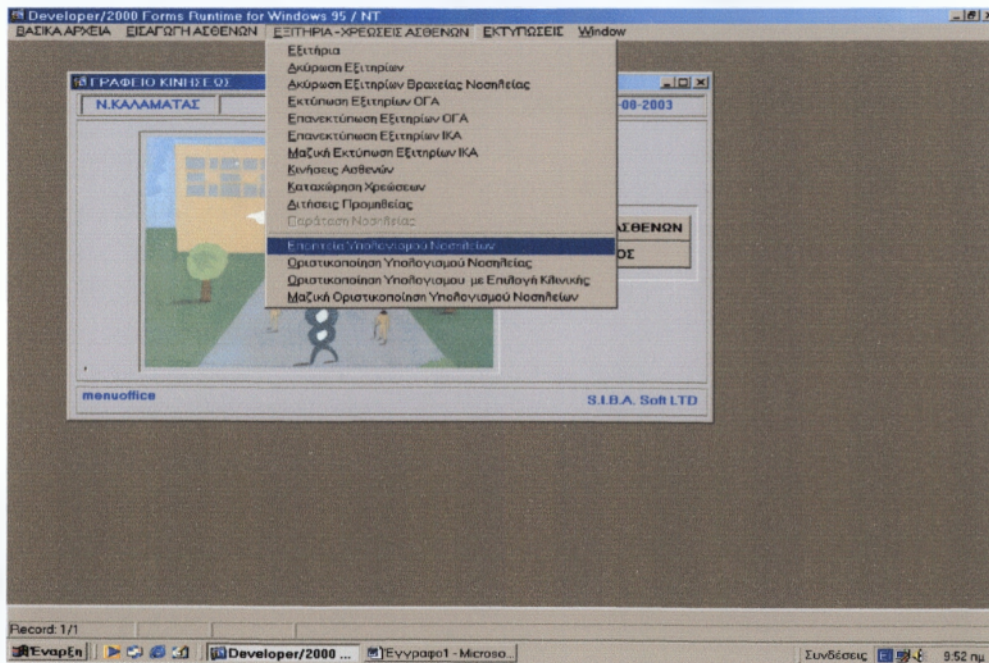 Developer/2000 Forms Runtime for Windows 95 / NT
ΒΑΣΙΚΑ ΑΡΧΕΙΑ ΕΙΣΑΓΩΓΗ ΑΣΘΕΝΩΝ ΕΞΙΤΗΡΙΑ-ΧΡΕΩΣΕΙΣ ΑΣΘΕΝΩΝ ΕΚΤΥΠΩΣΕΙΣ Window
Εξιτήρια
Ακύρωση Εξιτηρίων
Ακύρωση Εξιτηρίων Βραχείας Νοσηλείας
Εκτύπωση Εξιτηρίων ΟΓΑ
Επανεκτύπωση Εξιτηρίων ΟΓΑ
Επανεκτύπωση Εξιτηρίων ΙΚΑ
Μαζική Εκτύπωση Εξιτηρίων ΙΚΑ
Κινήσεις Ασθενών
Καταχώρηση Χρεώσεων
Διτήσεις Προμηθείας
Παράταση Νοσηλείας
Εποπτεία Υπολογισμού Νοσηλείων
Οριστικοποίηση Υπολογισμού Νοσηλείας
Οριστικοποίηση Υπολογισμου με Επιλογή Κλινικής
Μαζική Οριστικοποίηση Υπολογισμού Νοσηλείων
ΓΡΑΦΕΙΟ ΚΙΝΗΣΕΩΣ
Ν.ΚΑΛΑΜΑΤΑΣ -08-2003
ΑΣΘΕΝΩΝ
ΟΣ
menuoffice S.I.B.A. Soft LTD
Record: 1/1
Έναρξη Developer/2000 ... Έγγραφο1 - Microso... Συνδέσεις 9:52 πμ